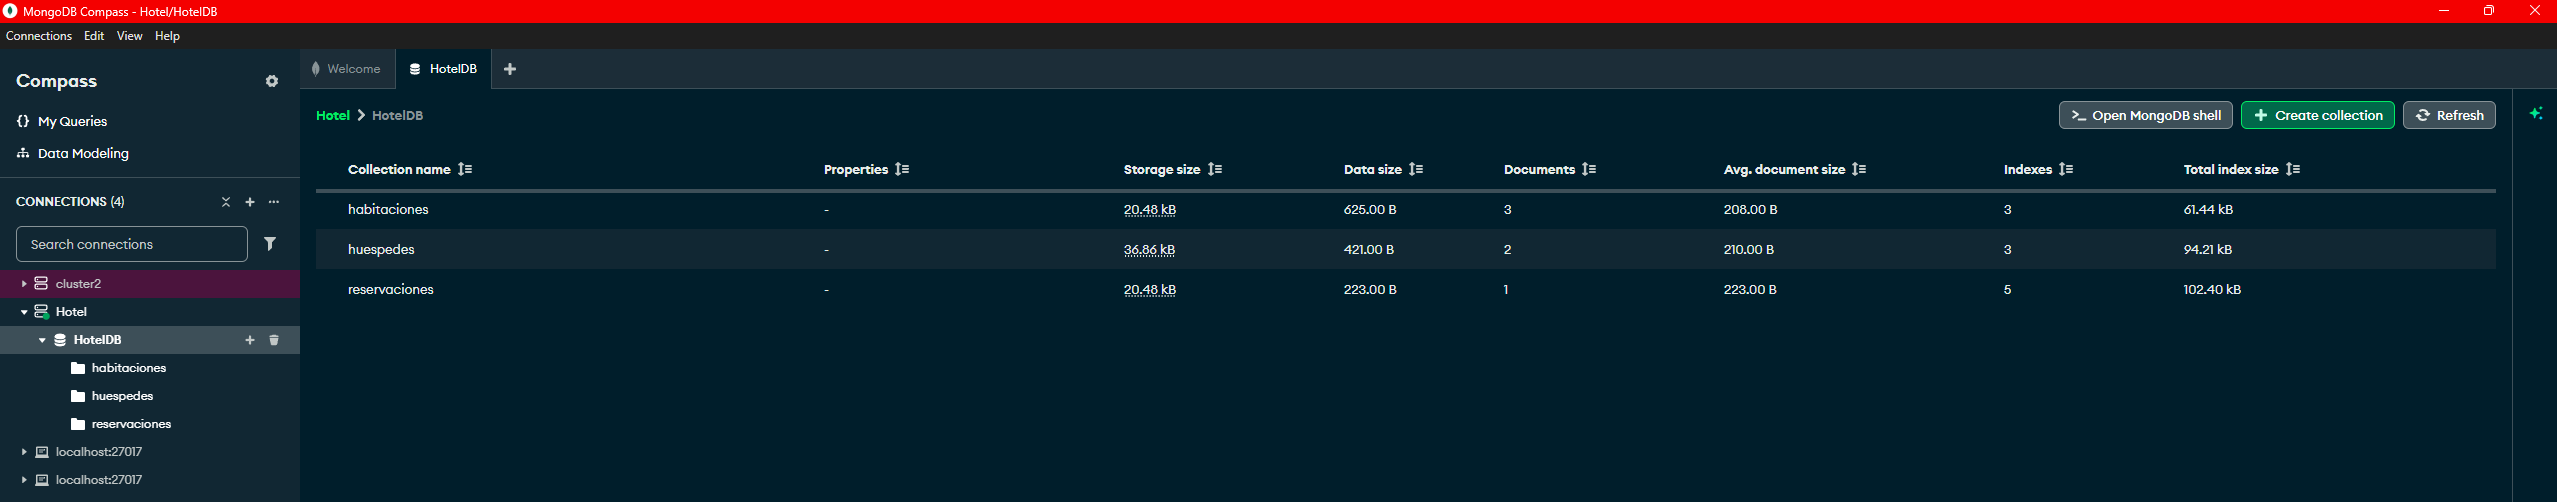 MongoDB Compass - Hotel/HotelDB
Connections Edit View Help
Compass
My Queries
Data Modeling
CONNECTIONS (4)
Search connections
cluster2
Hotel
HotelDB
habitaciones
huespedes
reservaciones
localhost:27017
localhost:27017
Welcome HotelDB
Hotel > HotelDB
Open MongoDB shell Create collection Refresh
Collection name Properties Storage size Data size Documents Avg. document size Indexes Total index size
habitaciones - 20.48 kB 625.00 B 3 208.00 B 3 61.44 kB
huespedes - 36.86 kB 421.00 B 2 210.00 B 3 94.21 kB
reservaciones - 20.48 kB 223.00 B 1 223.00 B 5 102.40 kB